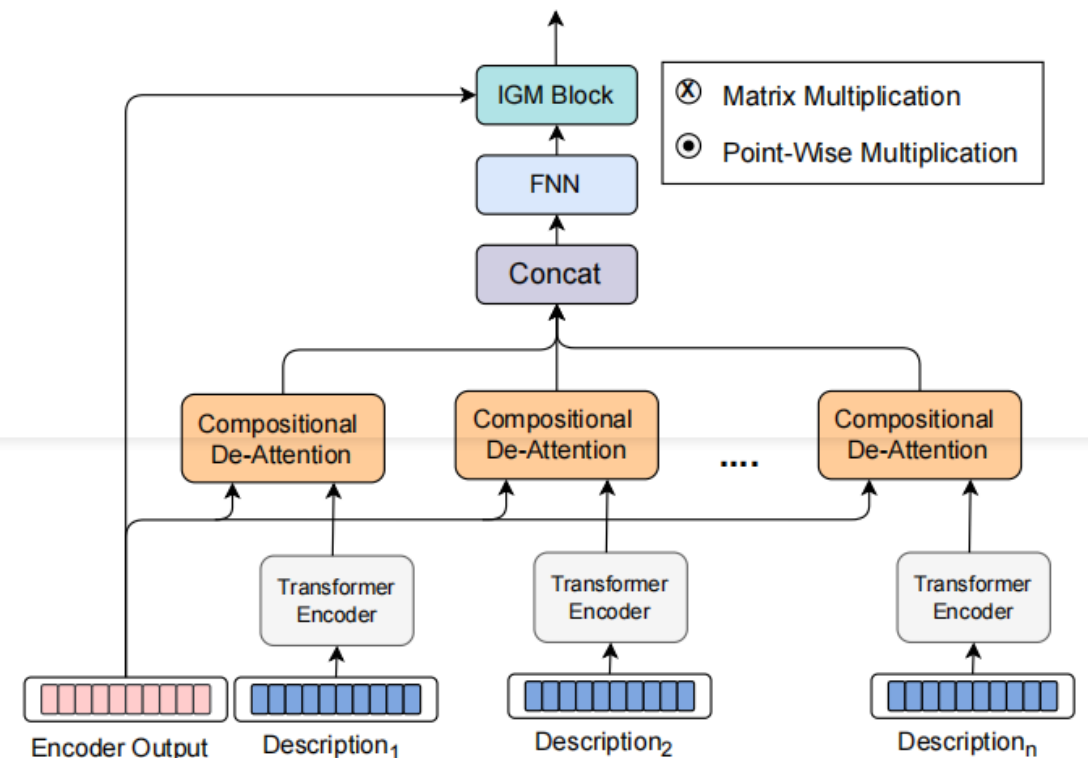 IGM Block
FNN
Concat
X Matrix Multiplication
Point-Wise Multiplication
Compositional
De-Attention
Compositional
De-Attention
....
Compositional
De-Attention
Transformer
Encoder
Transformer
Encoder
Transformer
Encoder
Encoder Output
Description₁
Description₂
Descriptionₙ